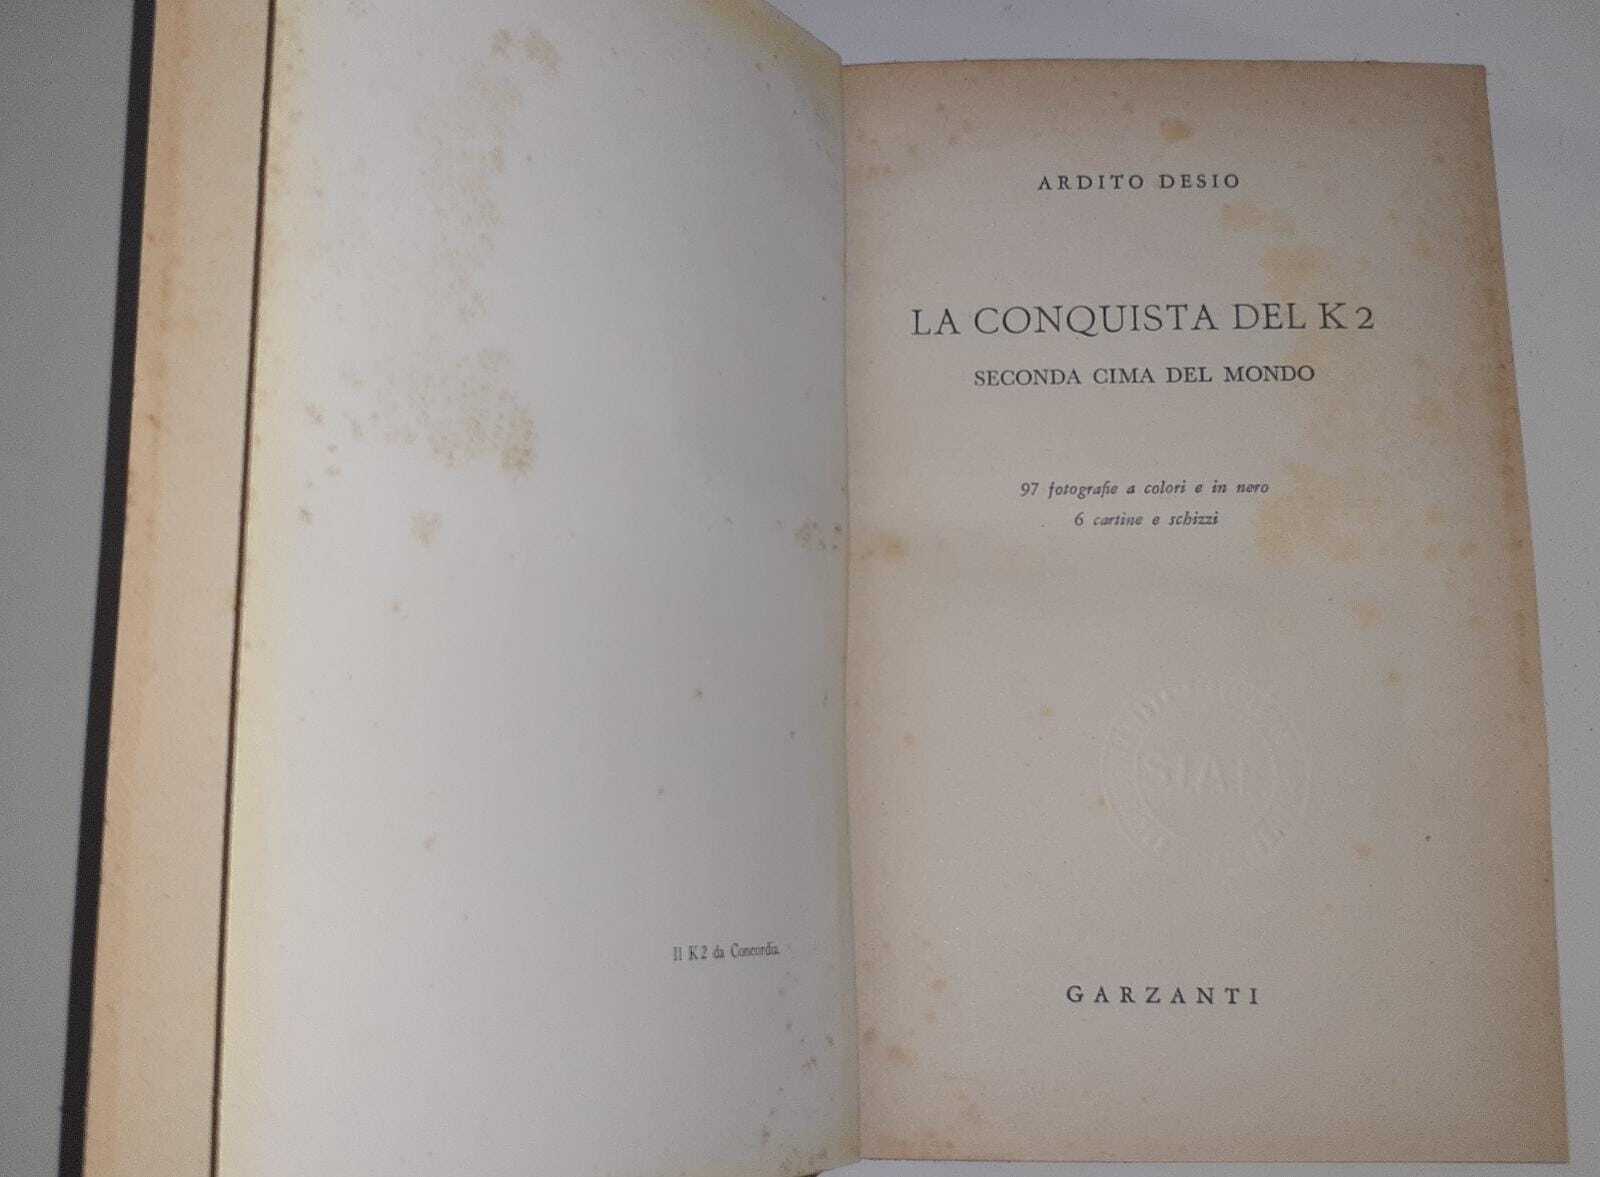 Il K2 da Concordia.
ARDITO DESIO
LA CONQUISTA DEL K2
SECONDA CIMA DEL MONDO
97 fotografie a colori e in nero
6 cartine e schizzi
GARZANTI